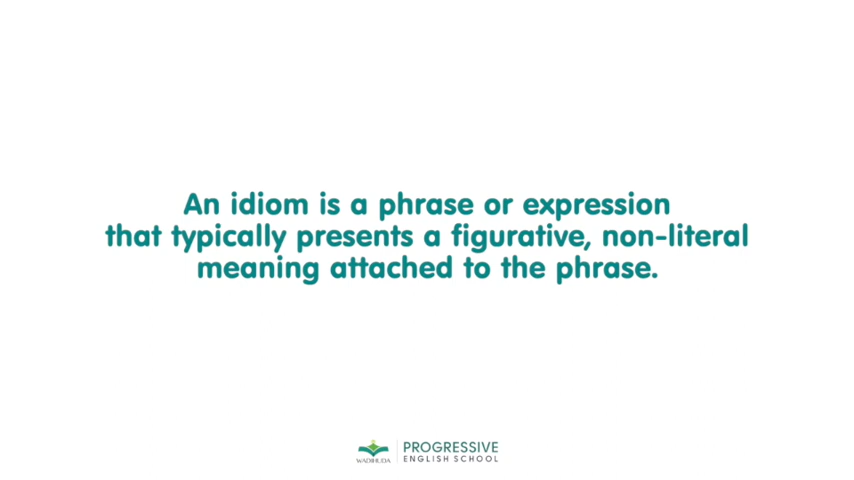 An idiom is a phrase or expression
that typically presents a figurative, non-literal
meaning attached to the phrase.
WADIHUDA
PROGRESSIVE
ENGLISH SCHOOL